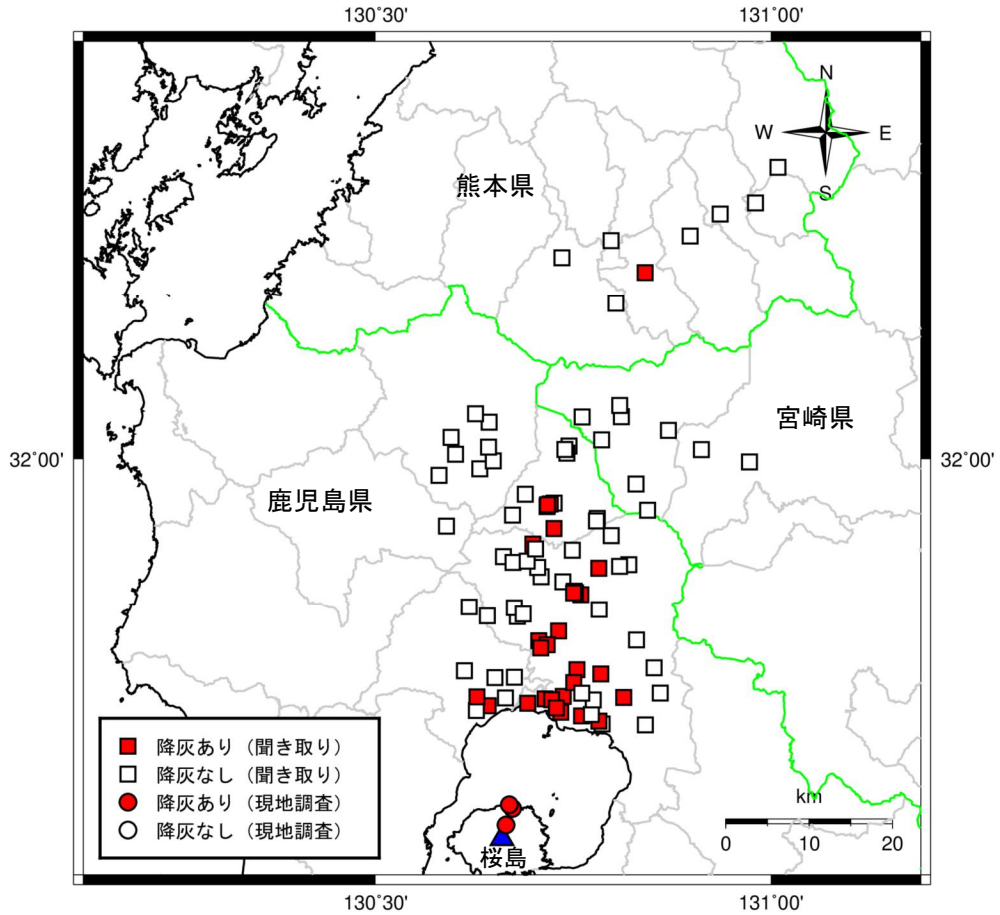 130˚30' 131˚00'
N
W E
S
熊本県
宮崎県
32˚00' 32˚00'
鹿児島県
降灰あり（聞き取り）
降灰なし（聞き取り）
降灰あり（現地調査）
降灰なし（現地調査）
km
0 10 20
桜島
130˚30' 131˚00'